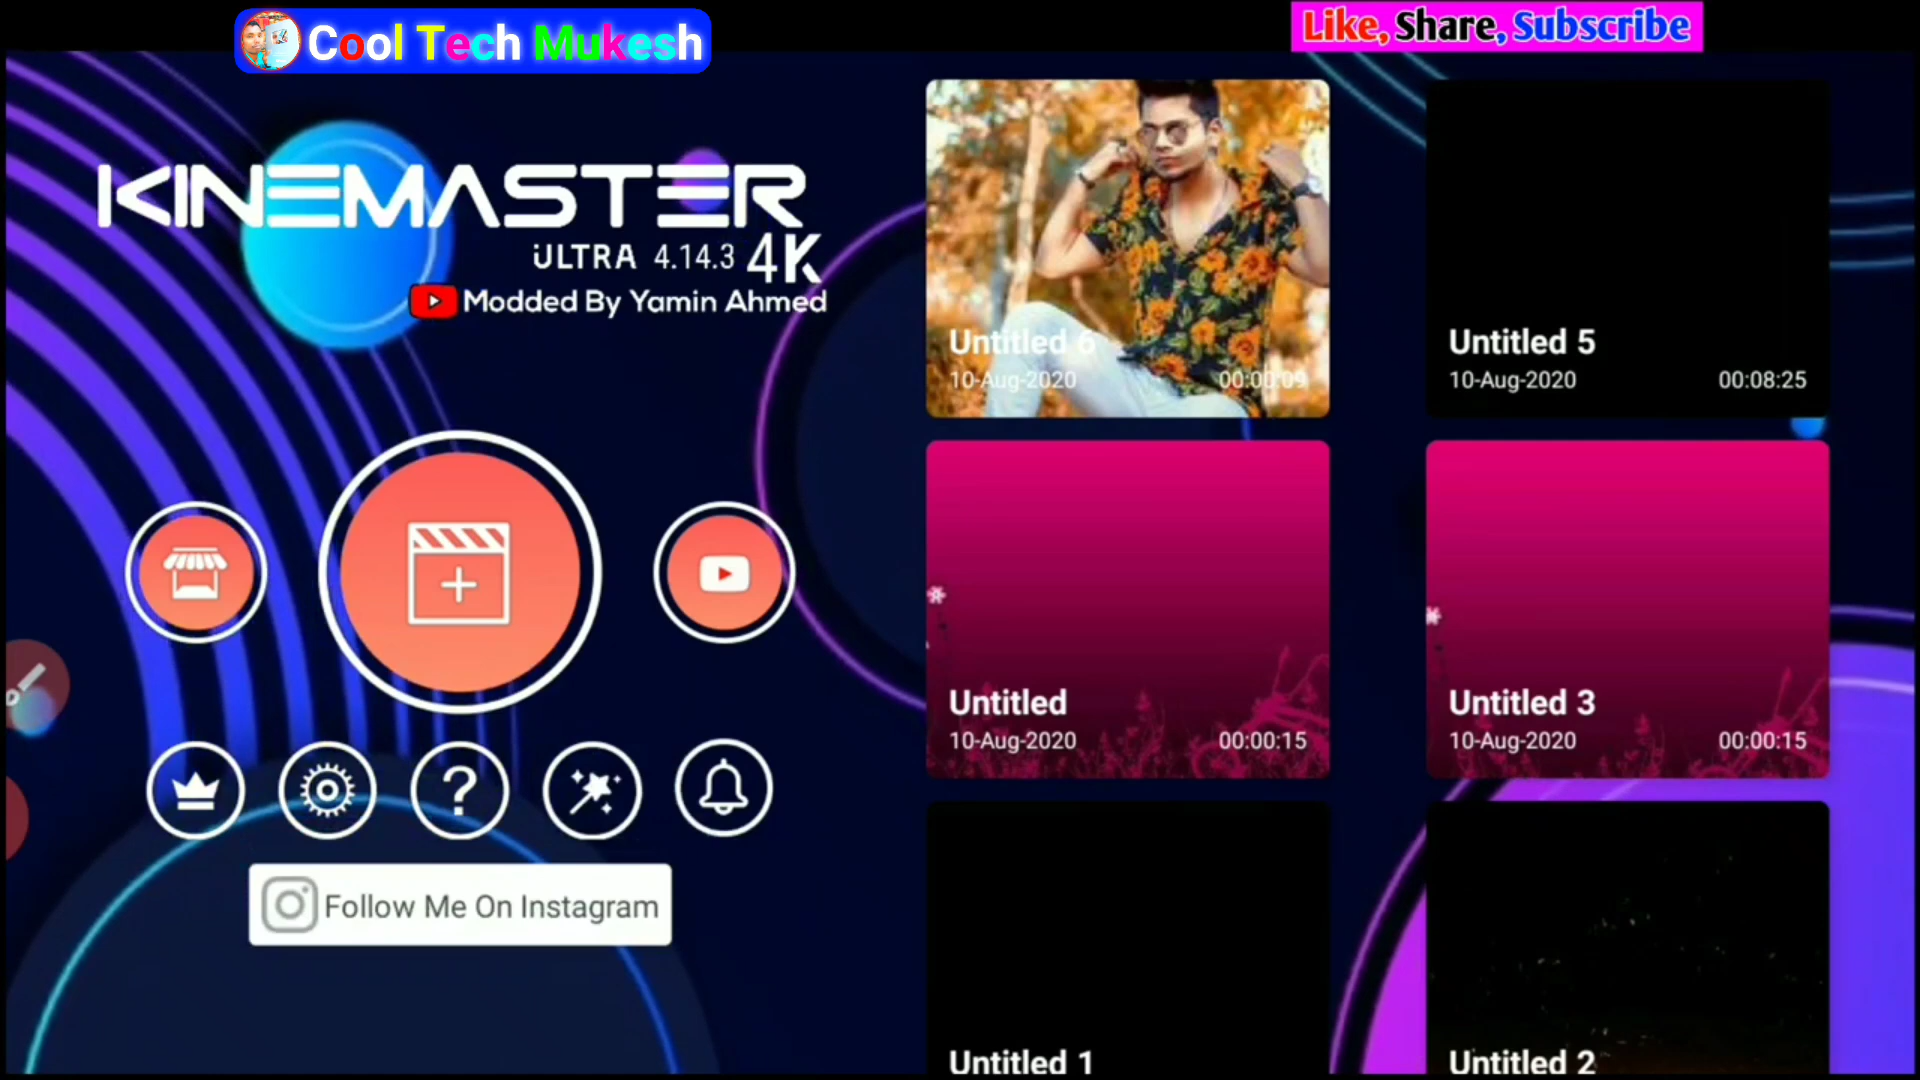 Cool Tech Mukesh
Like, Share, Subscribe
KINEMASTER
ULTRA 4.14.3 4K
Modded By Yamin Ahmed
Follow Me On Instagram
Untitled 6
10-Aug-2020 00:00:09
Untitled 5
10-Aug-2020 00:08:25
Untitled
10-Aug-2020 00:00:15
Untitled 3
10-Aug-2020 00:00:15
Untitled 1
Untitled 2